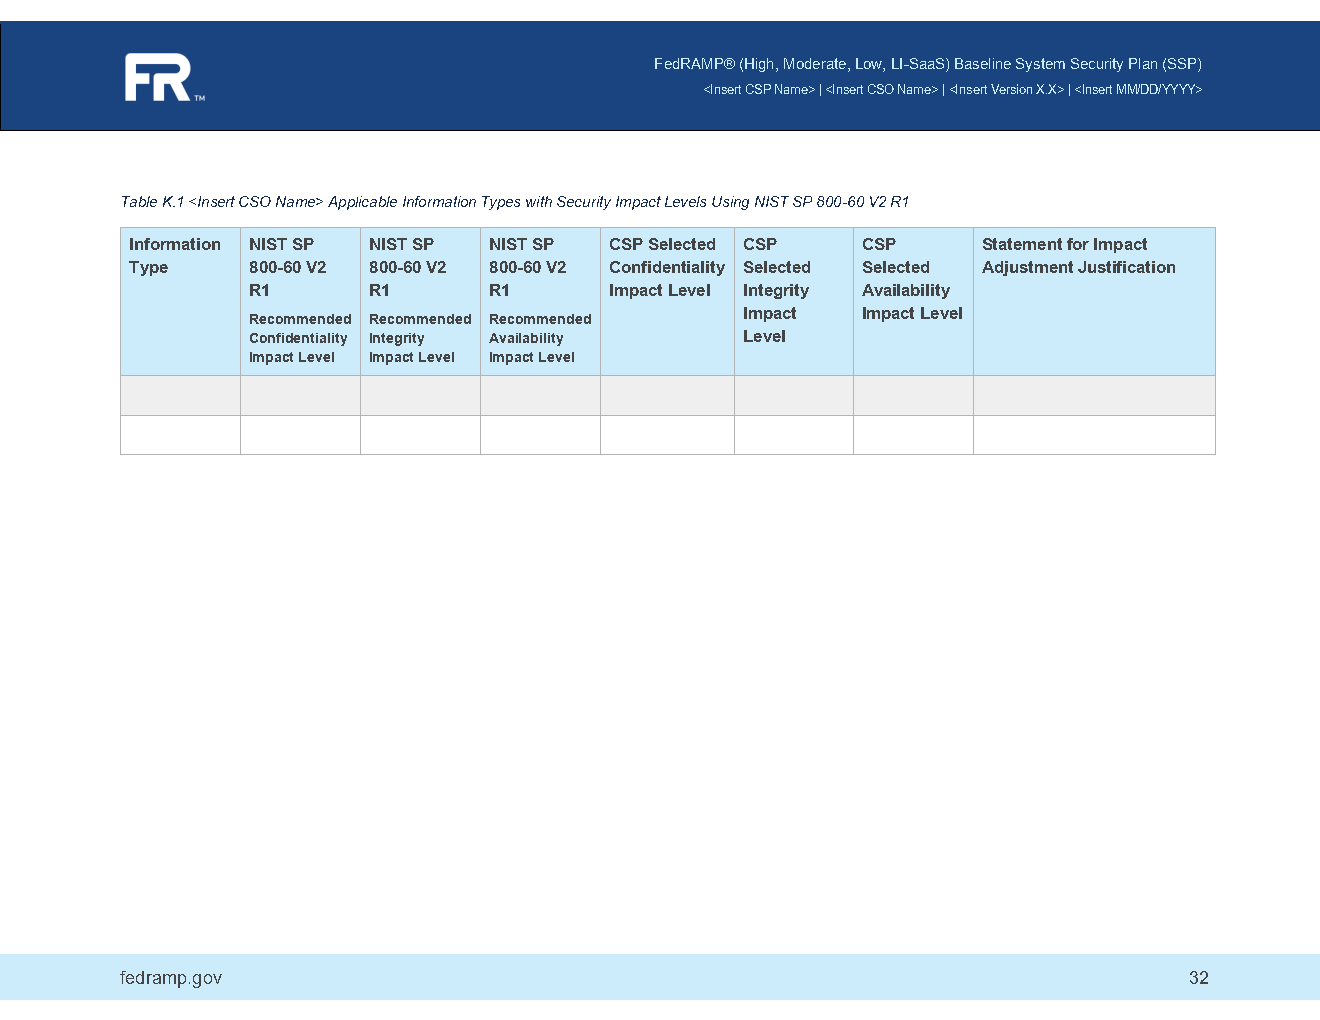 FR™
FedRAMP® (High, Moderate, Low, LI-SaaS) Baseline System Security Plan (SSP)
<Insert CSP Name> | <Insert CSO Name> | <Insert Version X.X> | <Insert MM/DD/YYYY>
Table K.1 <Insert CSO Name> Applicable Information Types with Security Impact Levels Using NIST SP 800-60 V2 R1
Information
Type
NIST SP
800-60 V2
R1
Recommended
Confidentiality
Impact Level
NIST SP
800-60 V2
R1
Recommended
Integrity
Impact Level
NIST SP
800-60 V2
R1
Recommended
Availability
Impact Level
CSP Selected
Confidentiality
Impact Level
CSP
Selected
Integrity
Impact
Level
CSP
Selected
Availability
Impact Level
Statement for Impact
Adjustment Justification
fedramp.gov
32